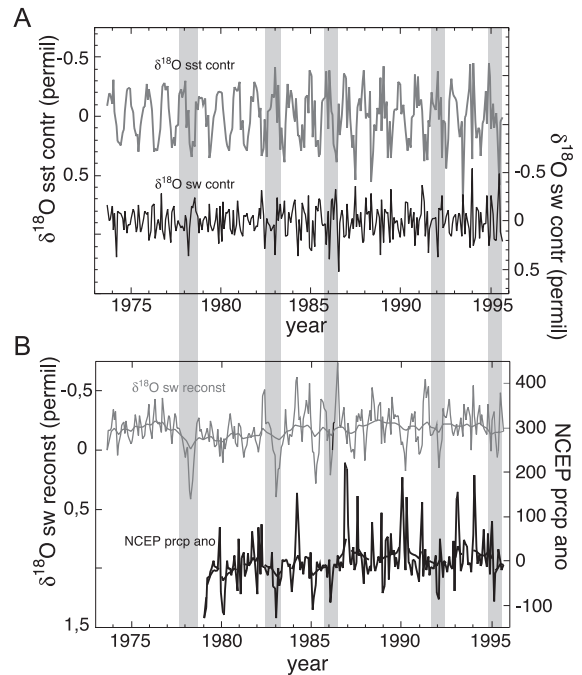 A
-0.5
0
0.5
δ18O sst contr (permil)
δ18O sst contr
δ18O sw contr
-0.5
0
0.5
δ18O sw contr (permil)
1975
1980
1985
1990
1995
year
B
-0.5
0
0,5
1,5
δ18O sw reconst (permil)
δ18O sw reconst
NCEP prcp ano
400
300
200
100
0
-100
NCEP prcp ano
1975
1980
1985
1990
1995
year